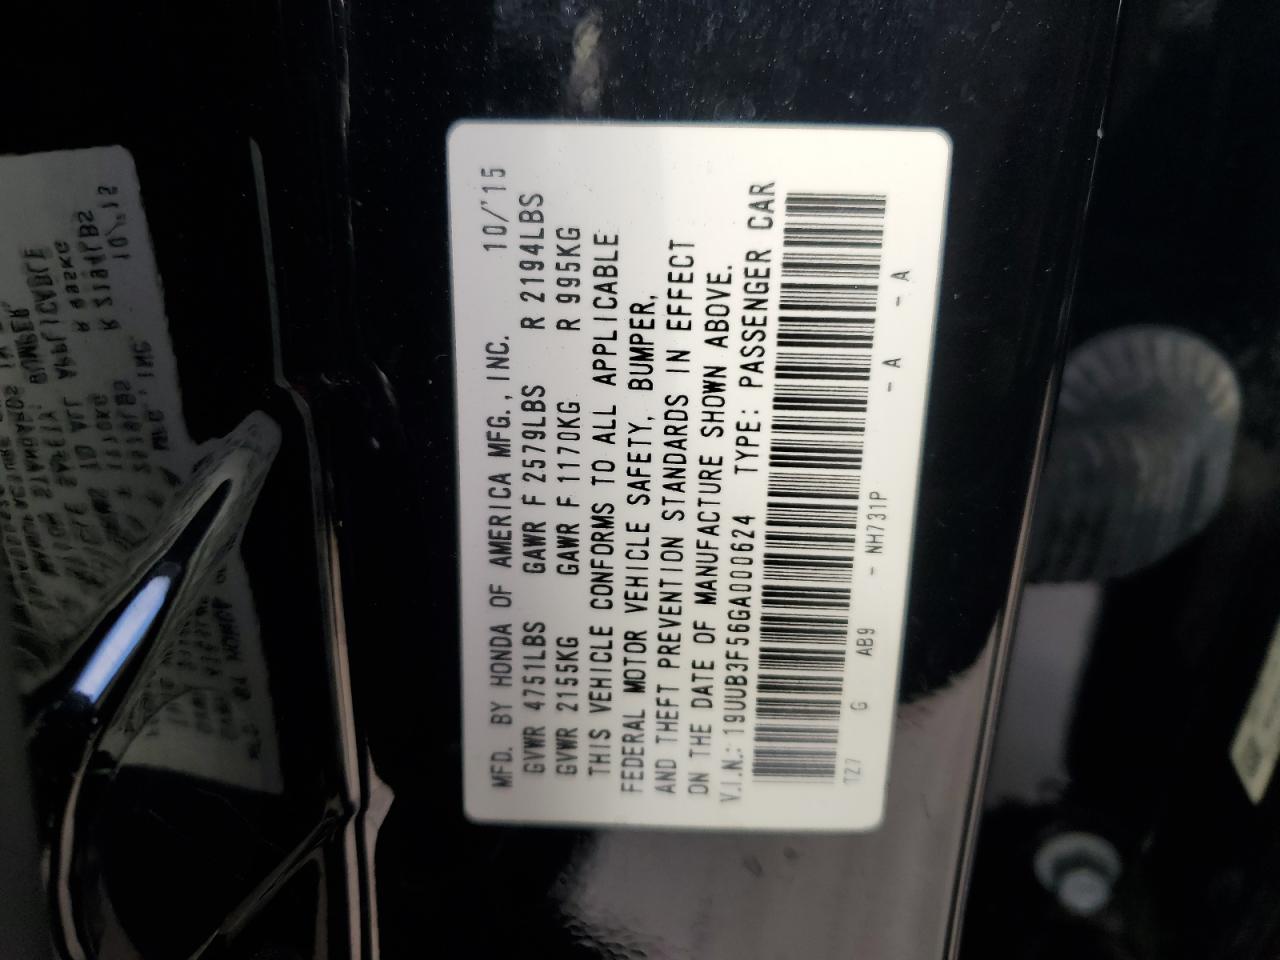 MFD. BY HONDA OF AMERICA MFG., INC. 10/'15
GVWR 4751LBS GAWR F 2579LBS R 2194LBS
GVWR 2155KG GAWR F 1170KG R 995KG
THIS VEHICLE CONFORMS TO ALL APPLICABLE
FEDERAL MOTOR VEHICLE SAFETY, BUMPER,
AND THEFT PREVENTION STANDARDS IN EFFECT
ON THE DATE OF MANUFACTURE SHOWN ABOVE.
V.I.N.: 19UUB3F56GA000624 TYPE: PASSENGER CAR
TZ7 G AB9 - NH731P - A - A